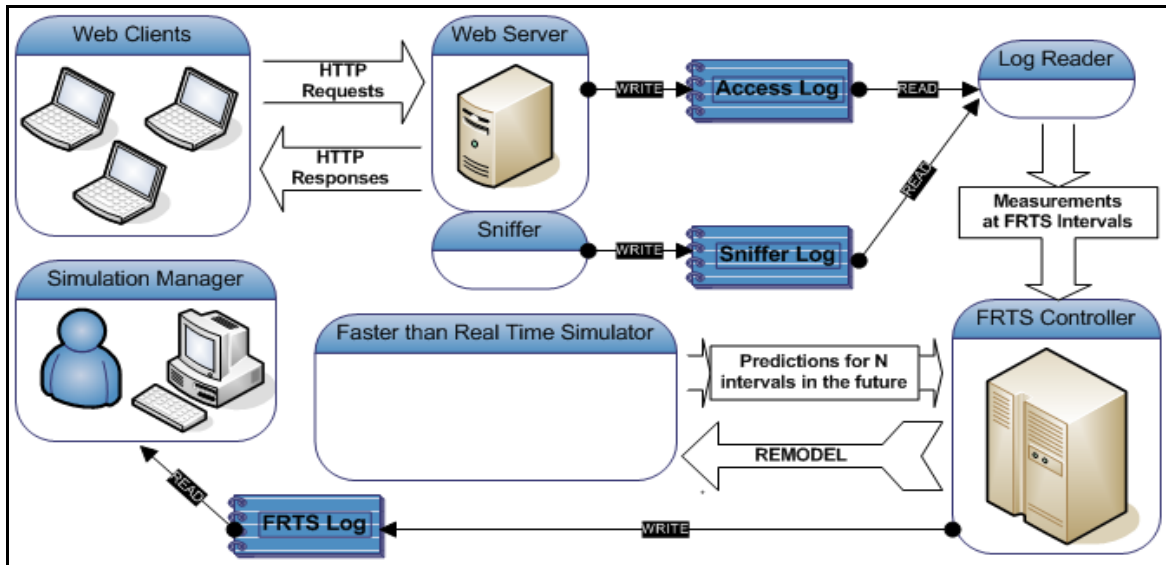 Web Clients
HTTP
Requests
HTTP
Responses
Web Server
WRITE
Access Log
READ
Log Reader
Sniffer
WRITE
Sniffer Log
READ
Measurements
at FRTS Intervals
Simulation Manager
Faster than Real Time Simulator
Predictions for N
intervals in the future
FRTS Controller
REMODEL
READ
FRTS Log
WRITE